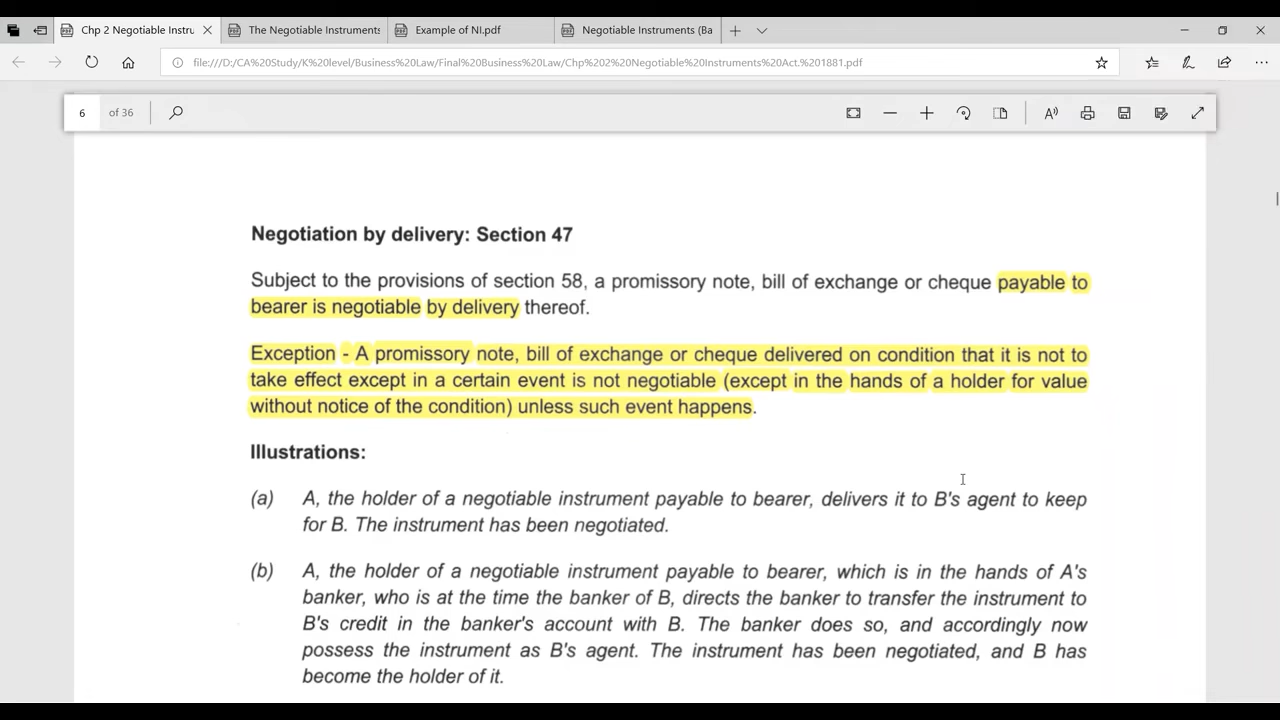 Chp 2 Negotiable Instru
The Negotiable Instruments
Example of NI.pdf
Negotiable Instruments (Ba
file:///D:/CA%20Study/K%20level/Business%20Law/Final%20Business%20Law/Chp%202%20Negotiable%20Instruments%20Act.%201881.pdf
6 of 36
Negotiation by delivery: Section 47
Subject to the provisions of section 58, a promissory note, bill of exchange or cheque payable to
bearer is negotiable by delivery thereof.
Exception - A promissory note, bill of exchange or cheque delivered on condition that it is not to
take effect except in a certain event is not negotiable (except in the hands of a holder for value
without notice of the condition) unless such event happens.
Illustrations:
(a) A, the holder of a negotiable instrument payable to bearer, delivers it to B's agent to keep
for B. The instrument has been negotiated.
(b) A, the holder of a negotiable instrument payable to bearer, which is in the hands of A's
banker, who is at the time the banker of B, directs the banker to transfer the instrument to
B's credit in the banker's account with B. The banker does so, and accordingly now
possess the instrument as B's agent. The instrument has been negotiated, and B has
become the holder of it.